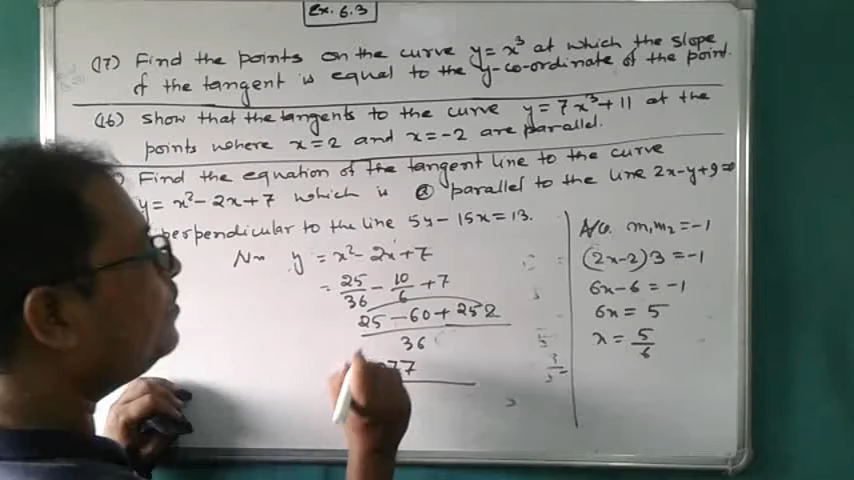 Ex. 6.3
(17) Find the points on the curve y = x³ at which the slope
of the tangent is equal to the y-co-ordinate of the point.
(16) Show that the tangents to the curve y = 7x³ + 11 at the
points where x = 2 and x = -2 are parallel.
Find the equation of the tangent line to the curve
y = x² - 2x + 7 which is (a) parallel to the line 2x - y + 9 = 0
perpendicular to the line 5y - 15x = 13.
Now y = x² - 2x + 7
= 25/36 - 10/6 + 7
25 - 60 + 252
36
277
A/Q. m₁m₂ = -1
(2x-2)3 = -1
6x - 6 = -1
6x = 5
x = 5/6